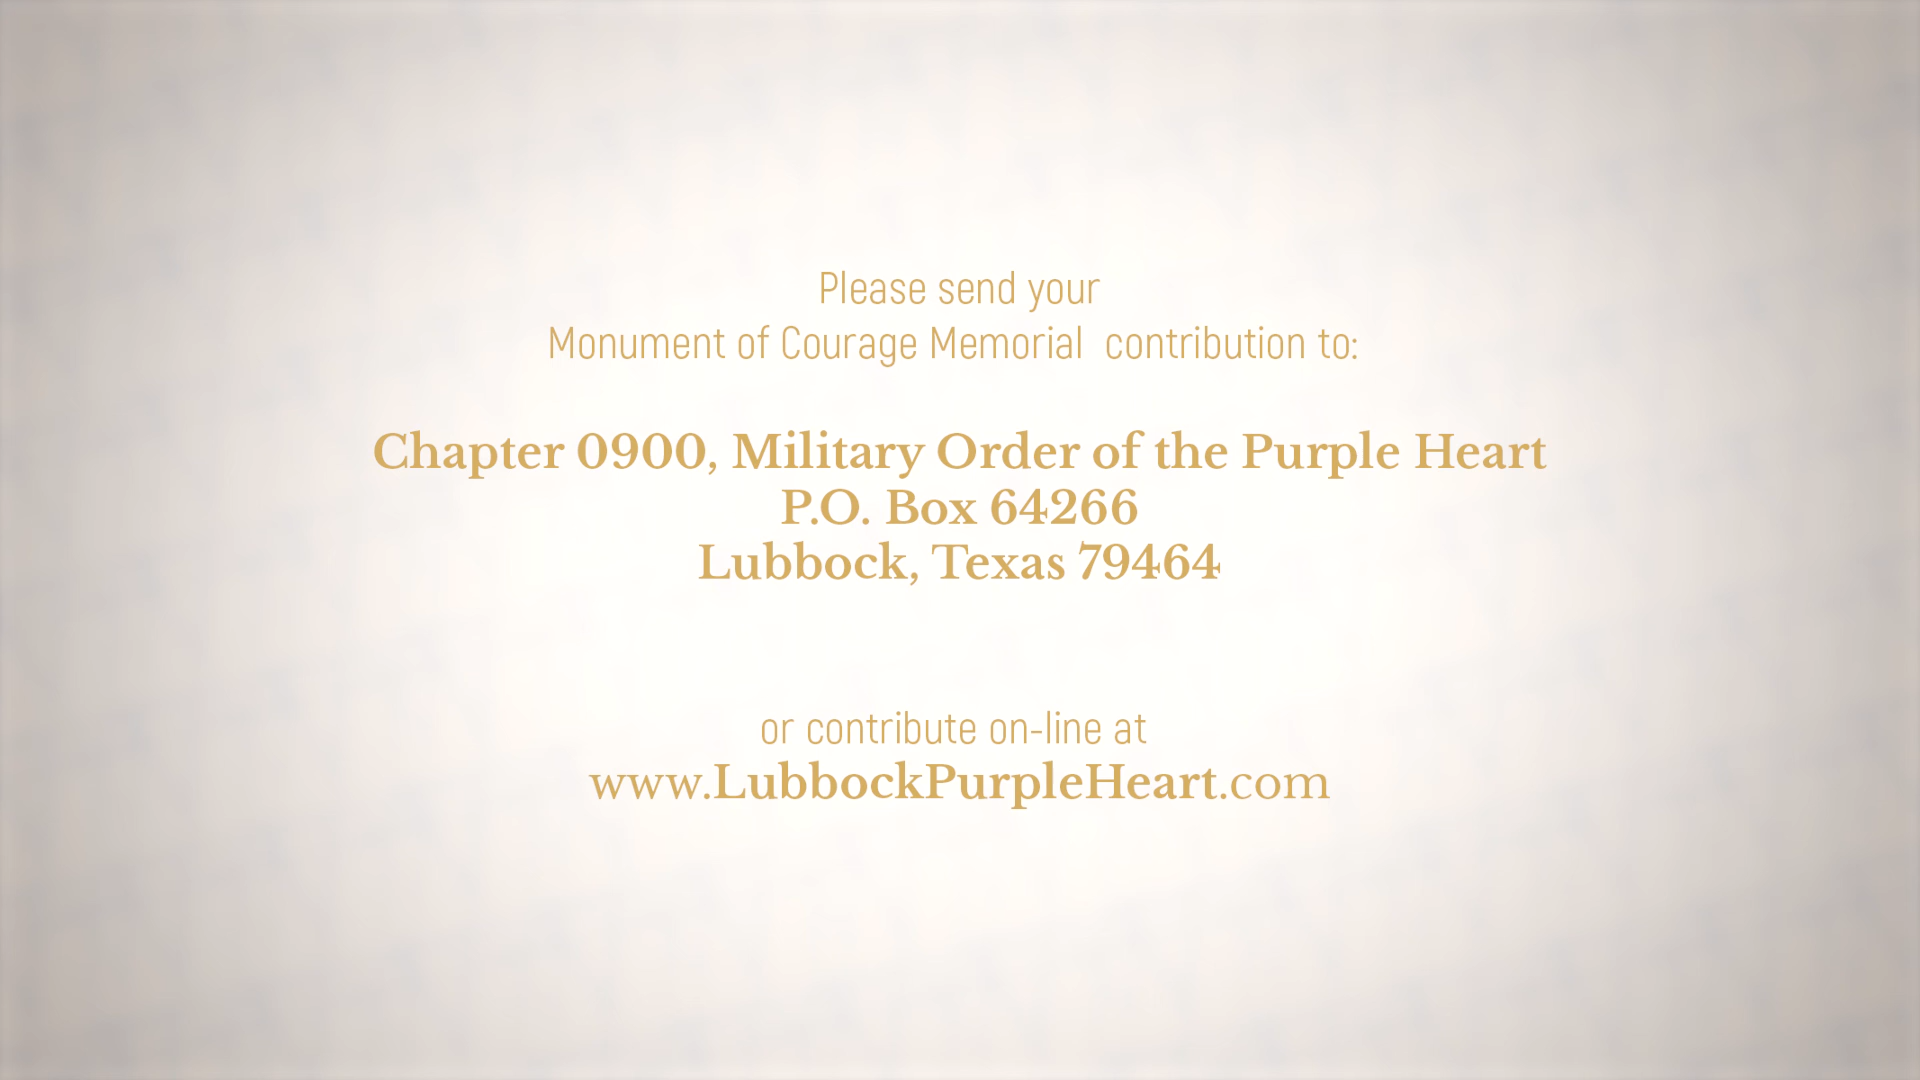 Please send your
Monument of Courage Memorial  contribution to:
Chapter 0900, Military Order of the Purple Heart
P.O. Box 64266
Lubbock, Texas 79464
or contribute on-line at
www.LubbockPurpleHeart.com